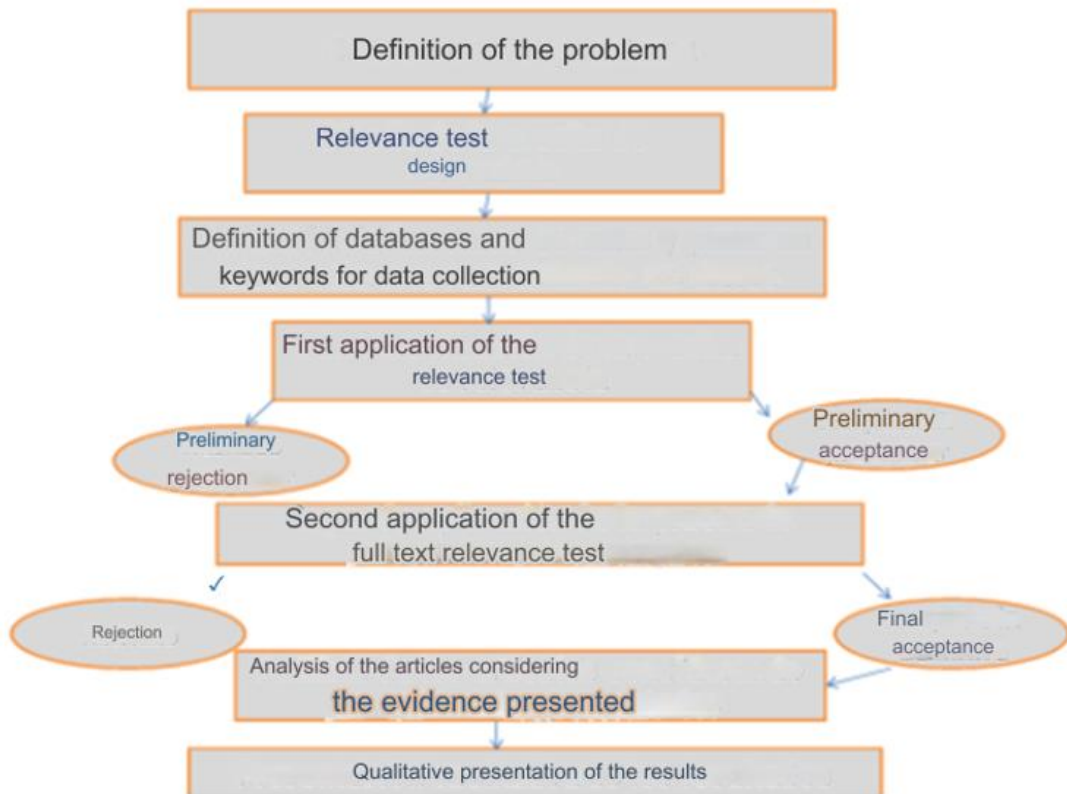 Definition of the problem
Relevance test
design
Definition of databases and
keywords for data collection
First application of the
relevance test
Preliminary
rejection
Preliminary
acceptance
Second application of the
full text relevance test
Rejection
Final
acceptance
Analysis of the articles considering
the evidence presented
Qualitative presentation of the results